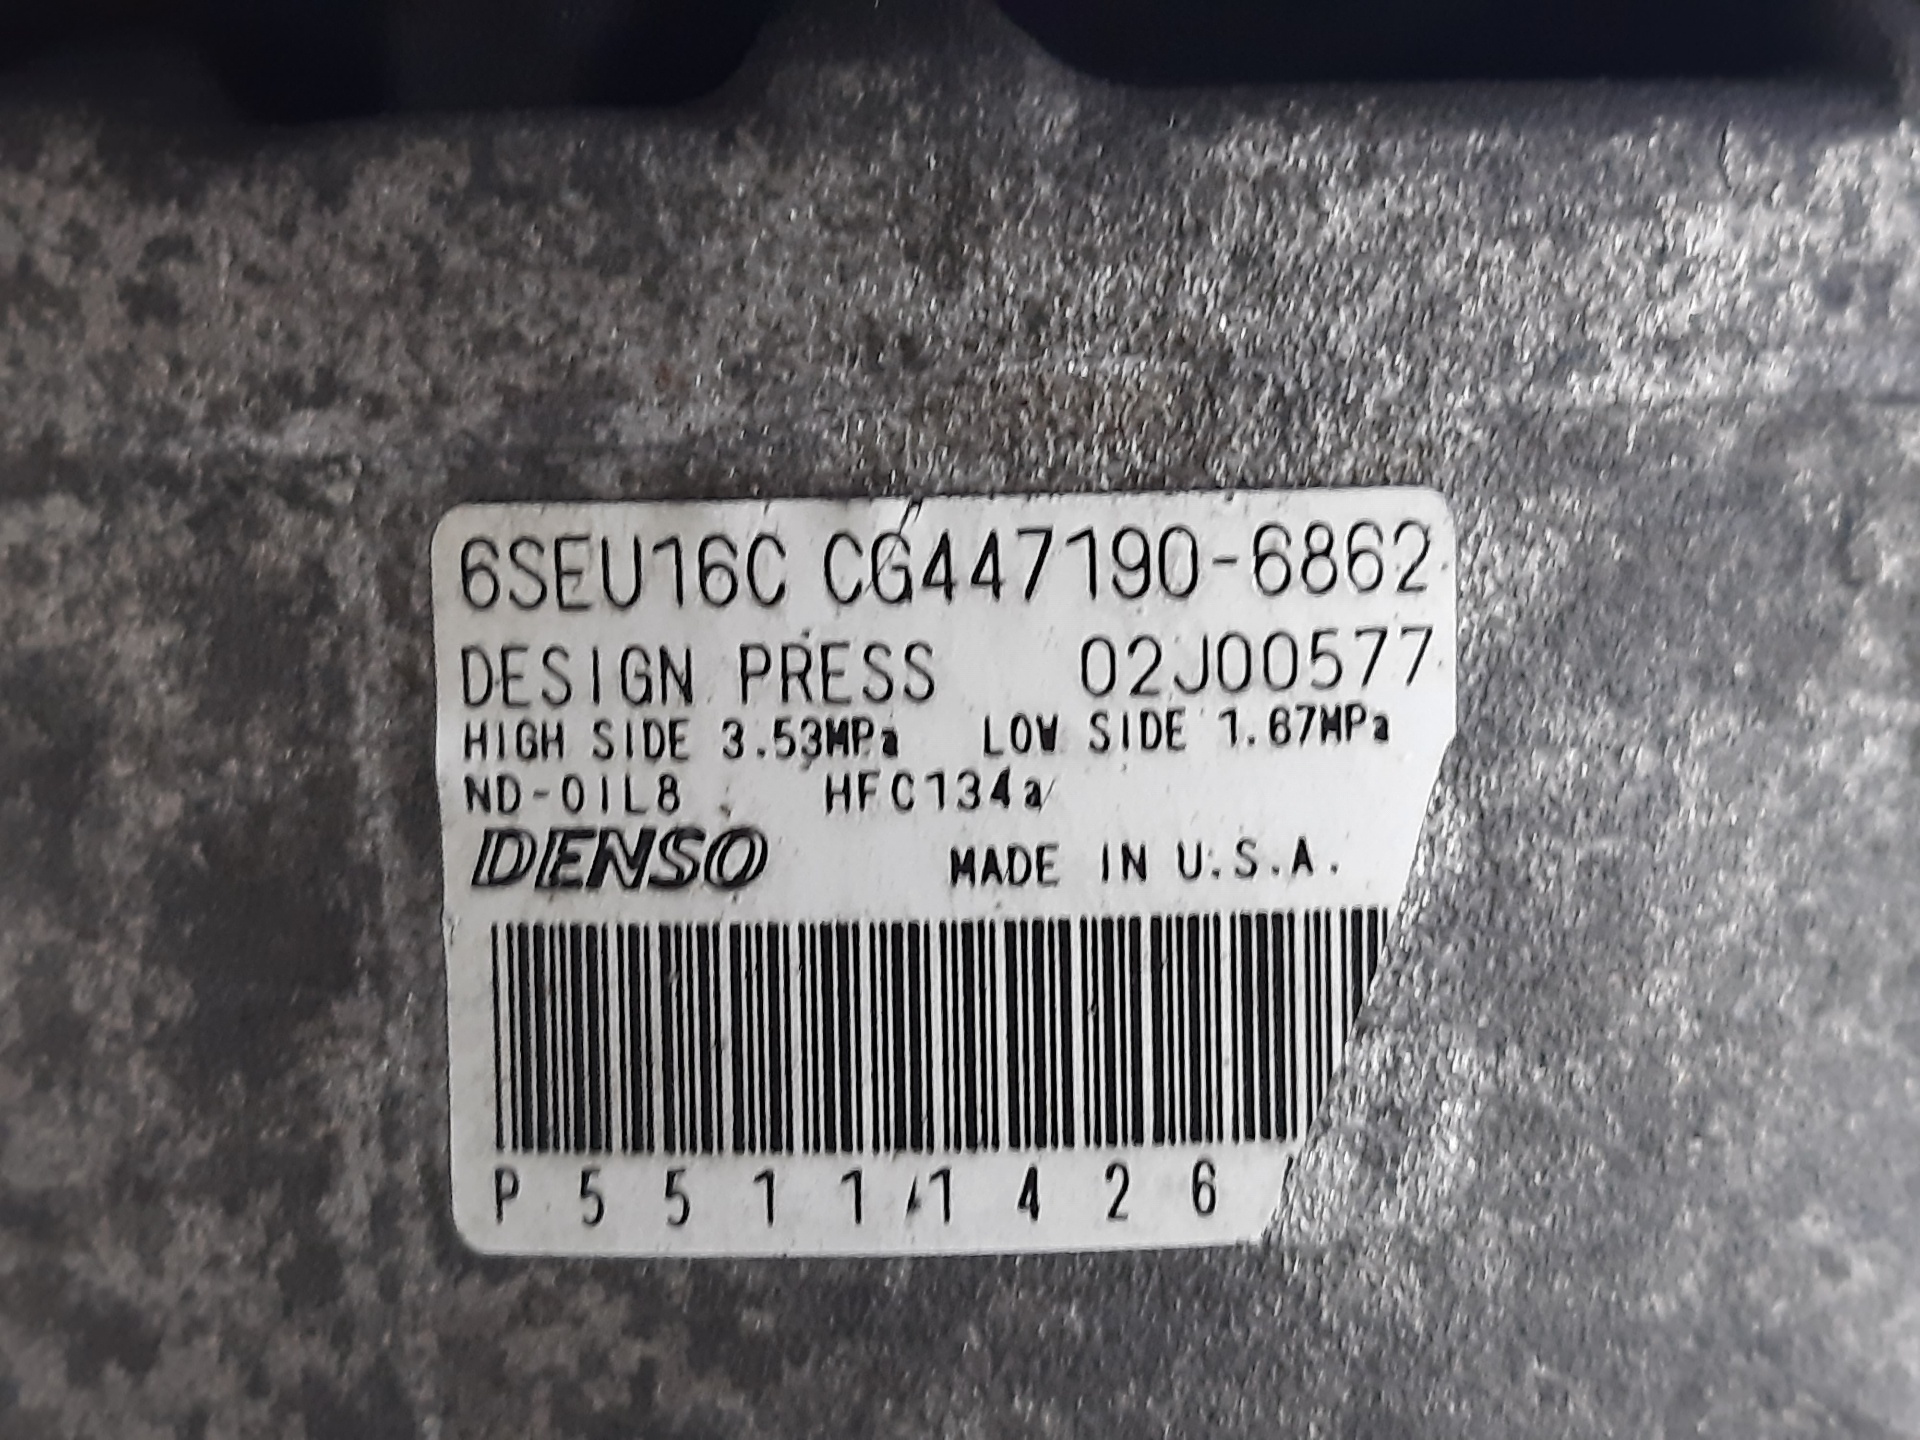 6SEU16C CG447190-6862
DESIGN PRESS 02J00577
HIGH SIDE 3.53MPa LOW SIDE 1.67MPa
ND-OIL8 HFC134a
DENSO MADE IN U.S.A.
P 5 5 1 1 1 4 2 6